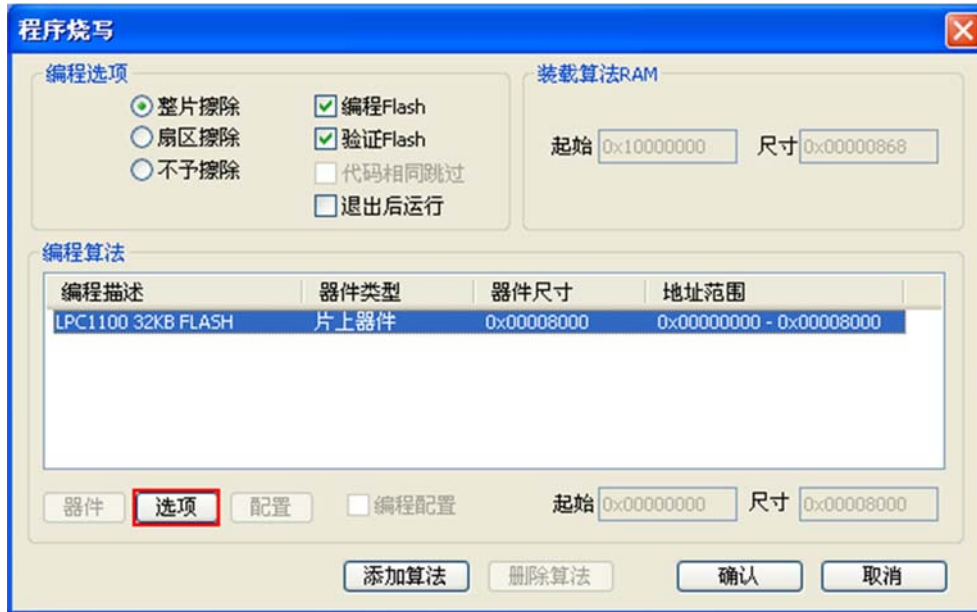 程序烧写
编程选项
整片擦除
编程Flash
扇区擦除
验证Flash
不予擦除
代码相同跳过
退出后运行
装载算法RAM
起始 0x10000000 尺寸 0x00000868
编程算法
编程描述 器件类型 器件尺寸 地址范围
LPC1100 32KB FLASH 片上器件 0x00008000 0x00000000 - 0x00008000
器件 选项 配置 编程配置 起始 0x00000000 尺寸 0x00008000
添加算法 删除算法 确认 取消